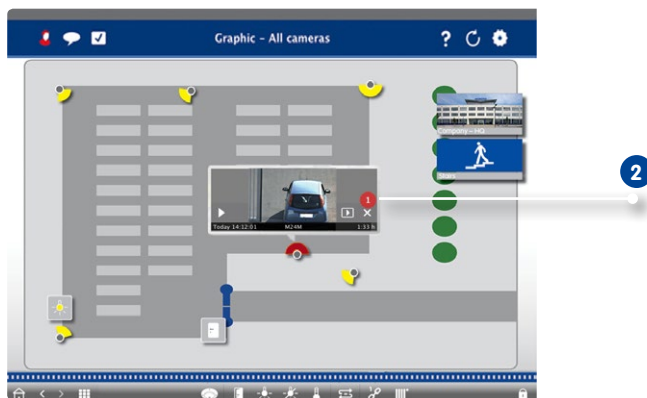 Graphic – All cameras
?
Company – HQ
Stairs
1
2
Today 14:12:01 M24M 1:33 h